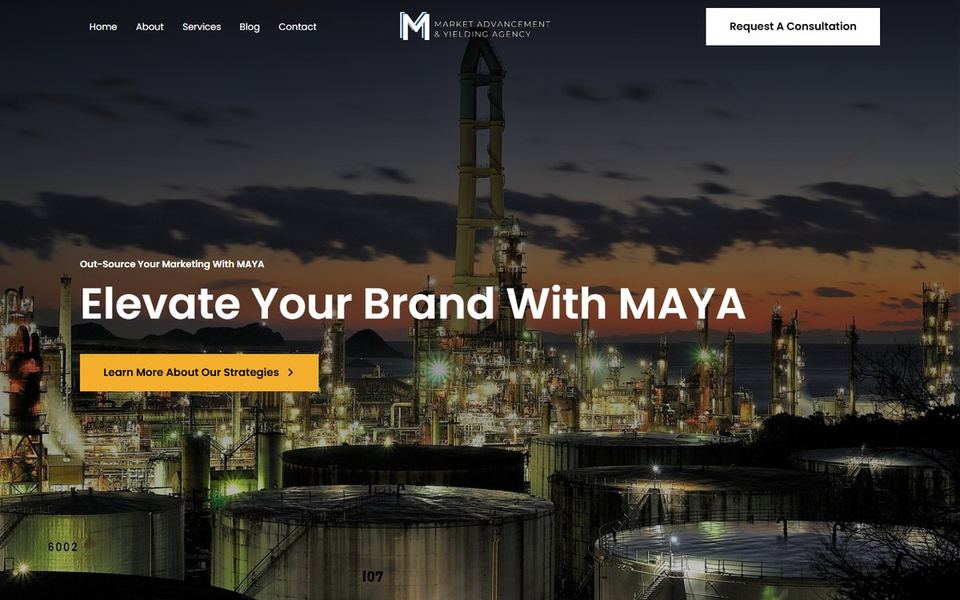 Home About Services Blog Contact
MARKET ADVANCEMENT
& YIELDING AGENCY
Request A Consultation
Out-Source Your Marketing With MAYA
Elevate Your Brand With MAYA
Learn More About Our Strategies
6002
107